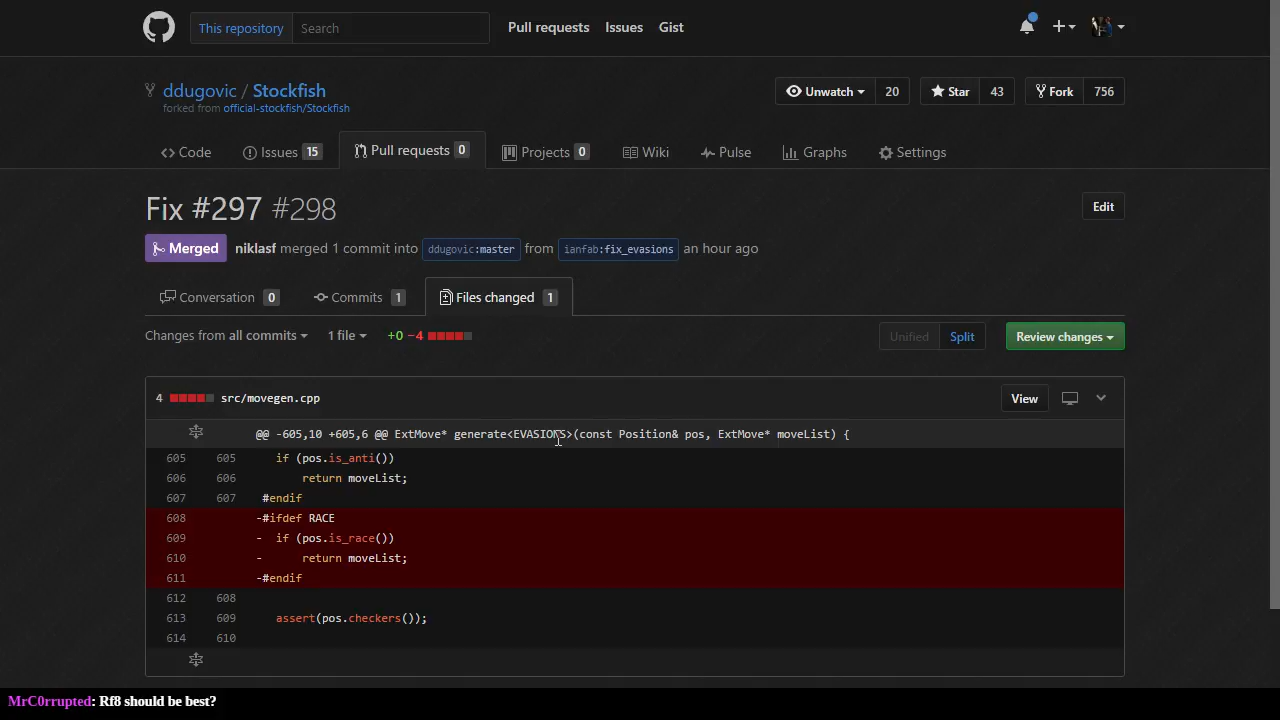 This repository Search Pull requests Issues Gist
ddugovic / Stockfish
forked from official-stockfish/Stockfish
Unwatch 20 Star 43 Fork 756
Code Issues 15 Pull requests 0 Projects 0 Wiki Pulse Graphs Settings
Fix #297 #298 Edit
Merged niklasf merged 1 commit into ddugovic:master from ianfab:fix_evasions an hour ago
Conversation 0 Commits 1 Files changed 1
Changes from all commits 1 file +0 −4 Unified Split Review changes
4 src/movegen.cpp View
@@ -605,10 +605,6 @@ ExtMove* generate<EVASIONS>(const Position& pos, ExtMove* moveList) {
605 605 if (pos.is_anti())
606 606 return moveList;
607 607 #endif
608 -#ifdef RACE
609 - if (pos.is_race())
610 - return moveList;
611 -#endif
612 608
613 609 assert(pos.checkers());
614 610
MrC0rrupted: Rf8 should be best?